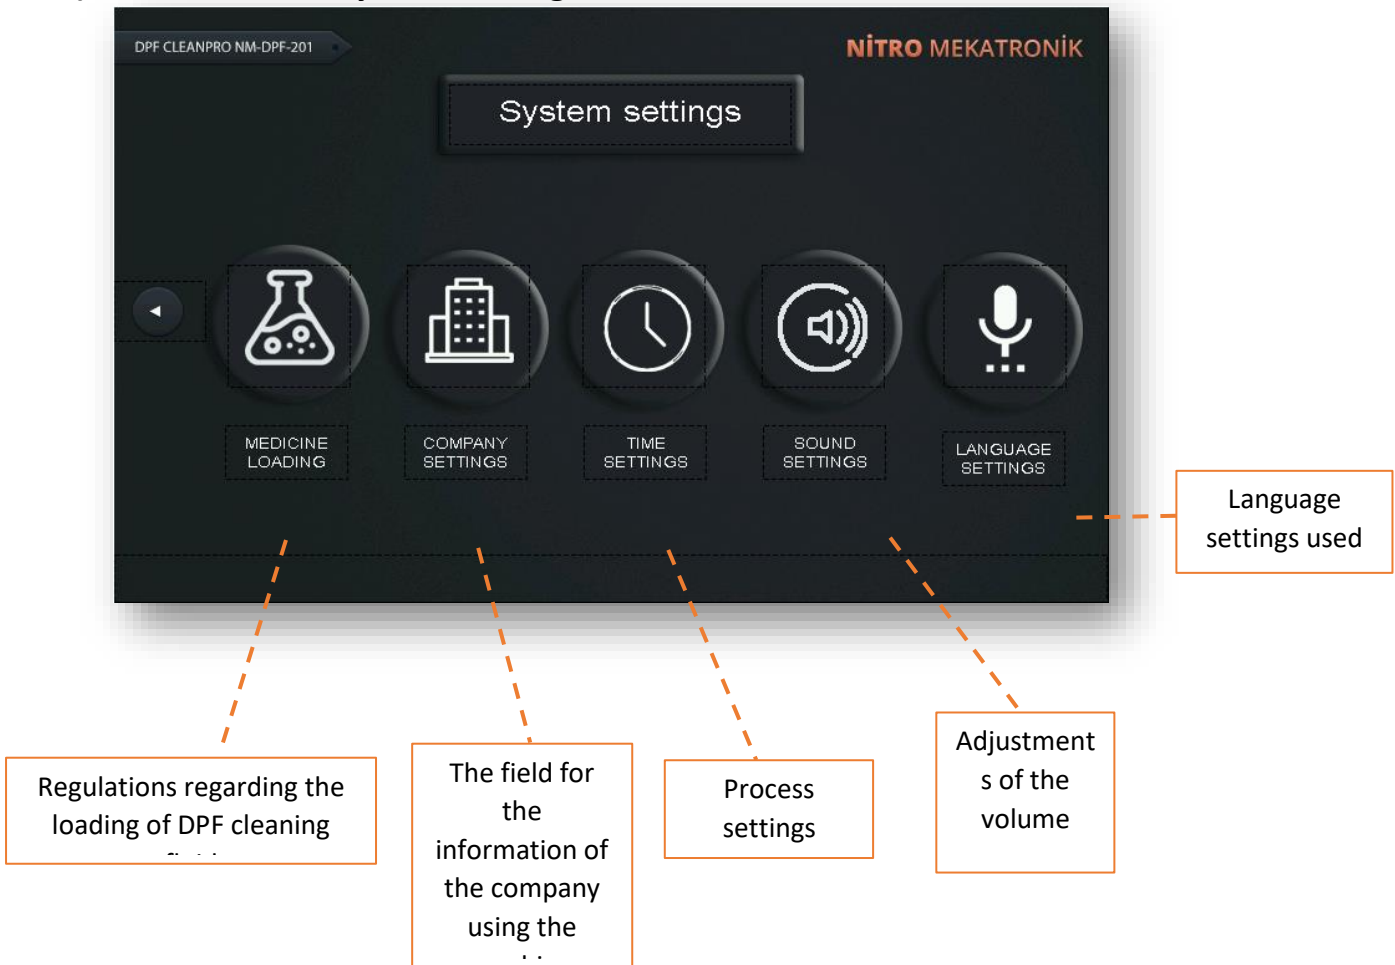 DPF CLEANPRO NM-DPF-201
NİTRO MEKATRONİK
System settings
MEDICINE
LOADING
COMPANY
SETTINGS
TIME
SETTINGS
SOUND
SETTINGS
LANGUAGE
SETTINGS
Language
settings used
Regulations regarding the
loading of DPF cleaning
The field for
the
information of
the company
using the
Process
settings
Adjustment
s of the
volume